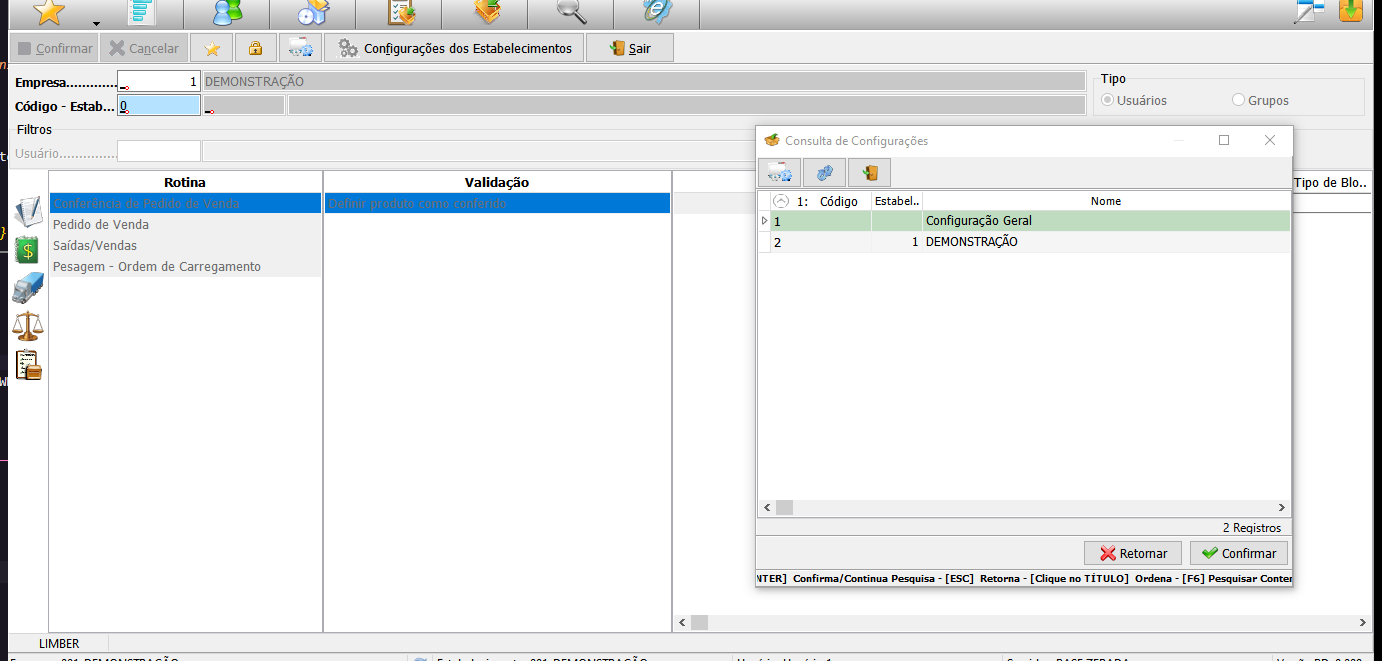 Confirmar Cancelar Configurações dos Estabelecimentos Sair
Empresa............. 1 DEMONSTRAÇÃO
Código - Estab... 0
Tipo
Usuários Grupos
Filtros
Usuário..............
Rotina Validação Tipo de Blo..
Conferência de Pedido de Venda Definir produto como conferido
Pedido de Venda
Saídas/Vendas
Pesagem - Ordem de Carregamento
Consulta de Configurações
1: Código Estabel.. Nome
1 Configuração Geral
2 1 DEMONSTRAÇÃO
2 Registros
Retornar Confirmar
NTER] Confirma/Continua Pesquisa - [ESC] Retorna - [Clique no TÍTULO] Ordena - [F6] Pesquisar Conter
LIMBER